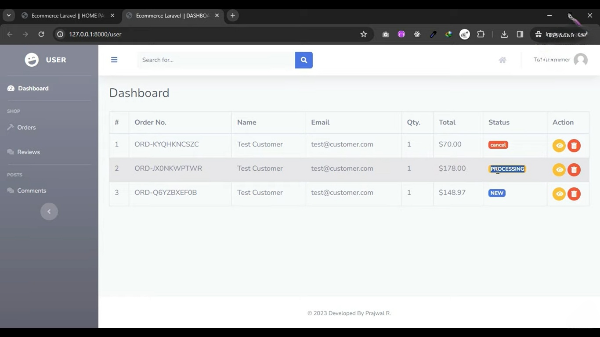 Ecommerce Laravel || HOME PA
Ecommerce Laravel || DASHBO
127.0.0.1:8000/user
USER
Search for...
Dashboard
SHOP
Orders
Reviews
POSTS
Comments
Dashboard
# Order No. Name Email Qty. Total Status Action
1 ORD-KYQHKNCSZC Test Customer test@customer.com 1 $70.00 cancel
2 ORD-JX0NKWPTWR Test Customer test@customer.com 1 $178.00 PROCESSING
3 ORD-Q6YZBXEF0B Test Customer test@customer.com 1 $148.97 NEW
© 2023 Developed By Prajwal R.